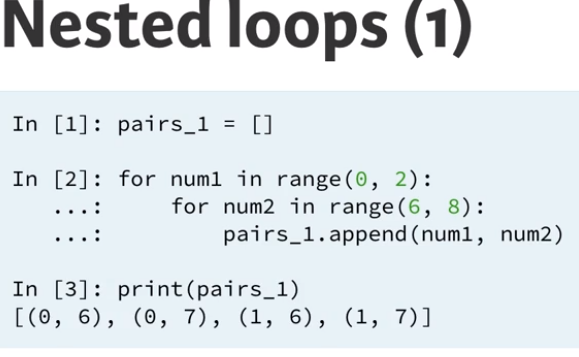 Nested loops (1)
In [1]: pairs_1 = []
In [2]: for num1 in range(0, 2):
...: for num2 in range(6, 8):
...: pairs_1.append(num1, num2)
In [3]: print(pairs_1)
[(0, 6), (0, 7), (1, 6), (1, 7)]